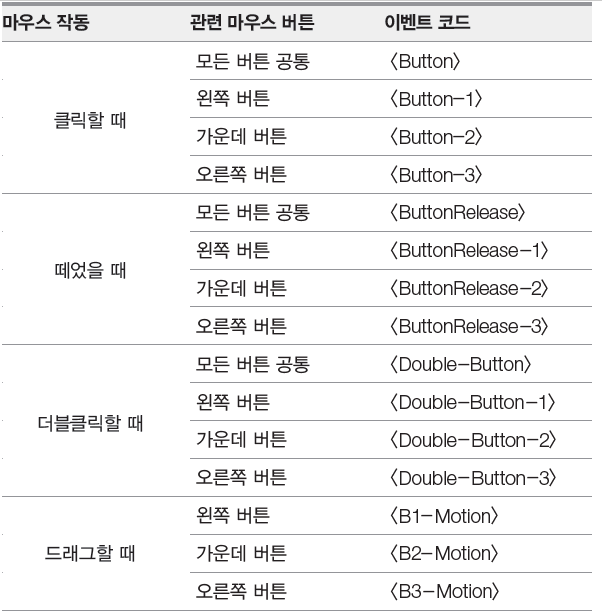 마우스 작동 관련 마우스 버튼 이벤트 코드
클릭할 때
모든 버튼 공통 〈Button〉
왼쪽 버튼 〈Button-1〉
가운데 버튼 〈Button-2〉
오른쪽 버튼 〈Button-3〉
떼었을 때
모든 버튼 공통 〈ButtonRelease〉
왼쪽 버튼 〈ButtonRelease-1〉
가운데 버튼 〈ButtonRelease-2〉
오른쪽 버튼 〈ButtonRelease-3〉
더블클릭할 때
모든 버튼 공통 〈Double-Button〉
왼쪽 버튼 〈Double-Button-1〉
가운데 버튼 〈Double-Button-2〉
오른쪽 버튼 〈Double-Button-3〉
드래그할 때
왼쪽 버튼 〈B1-Motion〉
가운데 버튼 〈B2-Motion〉
오른쪽 버튼 〈B3-Motion〉